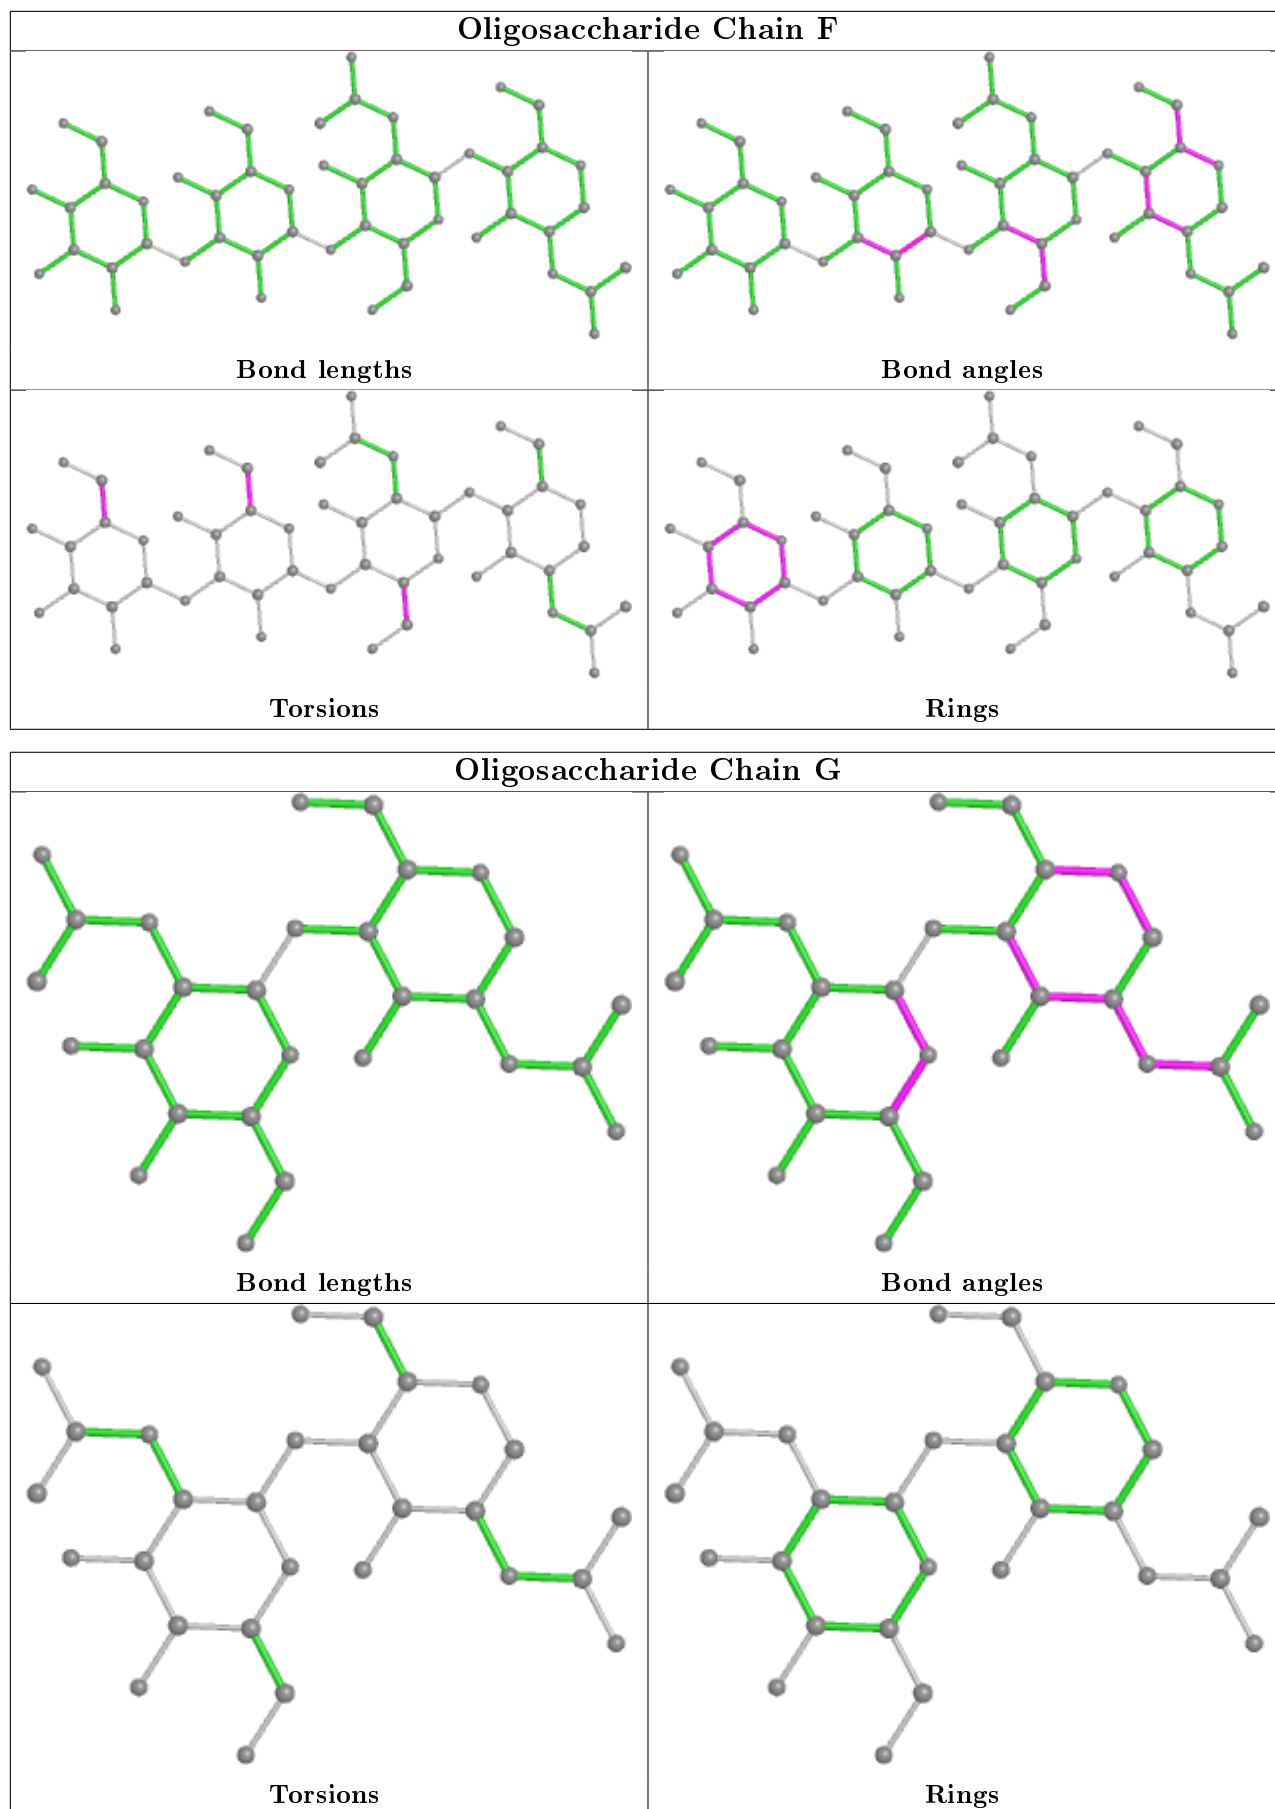 Oligosaccharide Chain F
Bond lengths
Bond angles
Torsions
Rings
Oligosaccharide Chain G
Bond lengths
Bond angles
Torsions
Rings